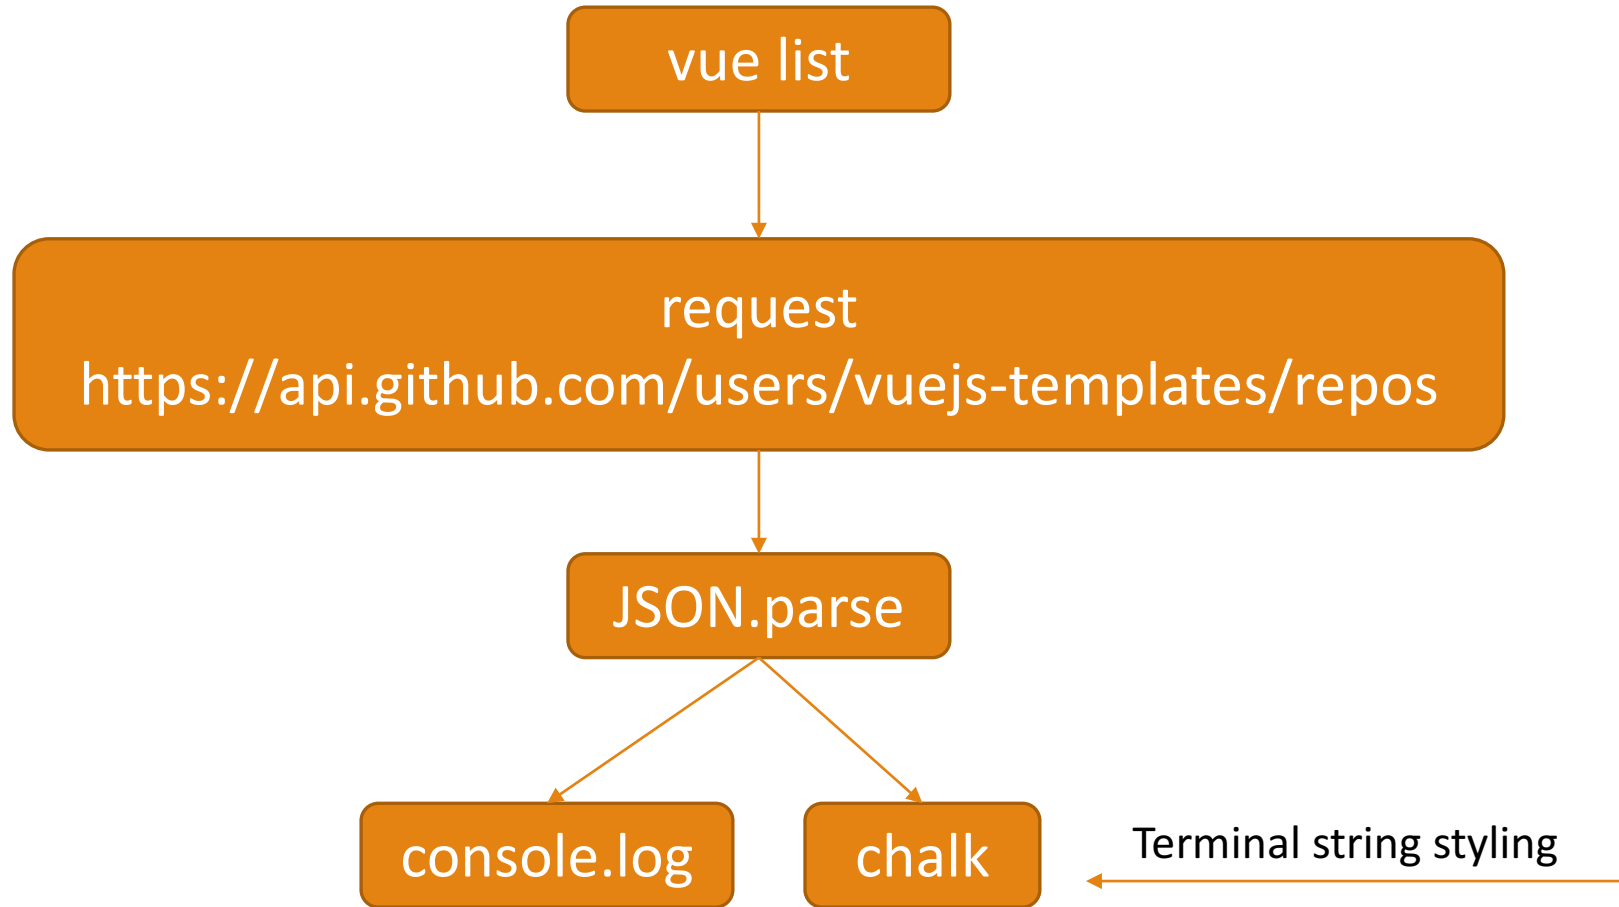 vue list
request
https://api.github.com/users/vuejs-templates/repos
JSON.parse
console.log
chalk
Terminal string styling